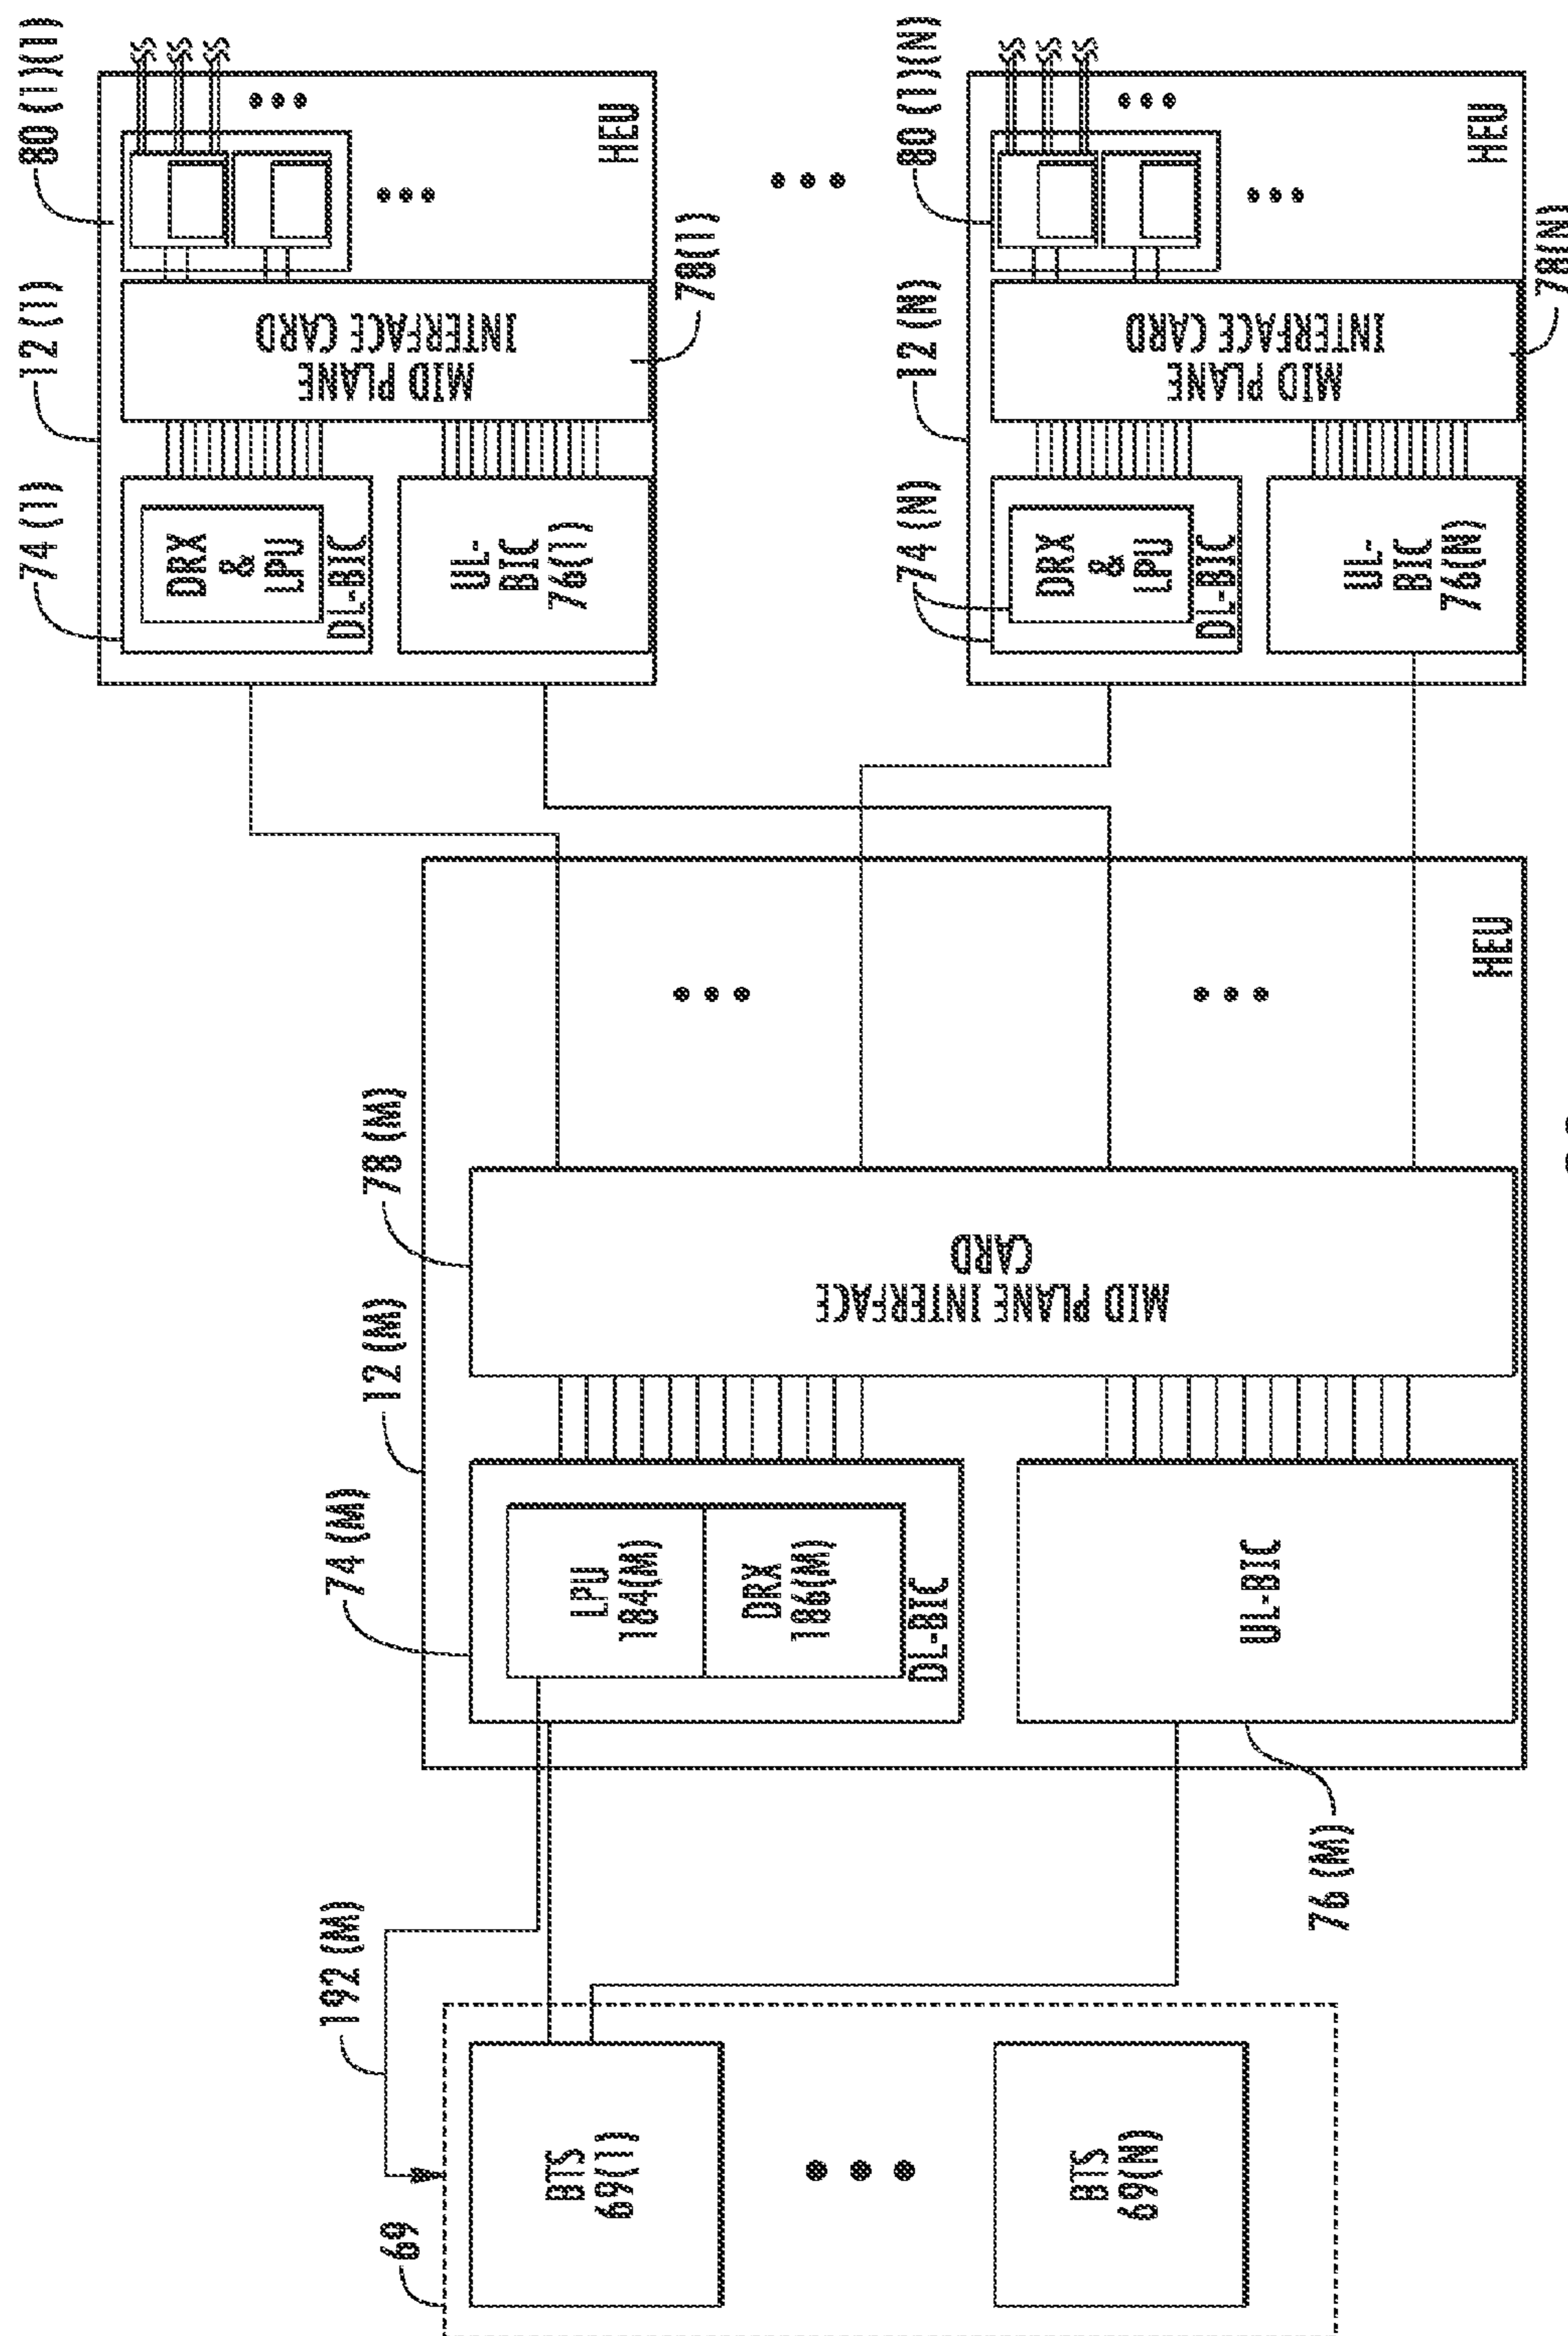 69
BTS
69(1)
BTS
69(N)
192 (M)
74 (M)
12 (M)
78 (M)
LPU
184(M)
DRX
186(M)
DL-BIC
UL-BIC
76 (M)
MID PLANE INTERFACE
CARD
HEU
74 (1)
12 (1)
80 (1)(1)
DRX
&
LPU
DL-BIC
UL-
BIC
76(1)
MID PLANE
INTERFACE CARD
78(1)
HEU
74 (N)
12 (N)
80 (1)(N)
DRX
&
LPU
DL-BIC
UL-
BIC
76(N)
MID PLANE
INTERFACE CARD
78(N)
HEU